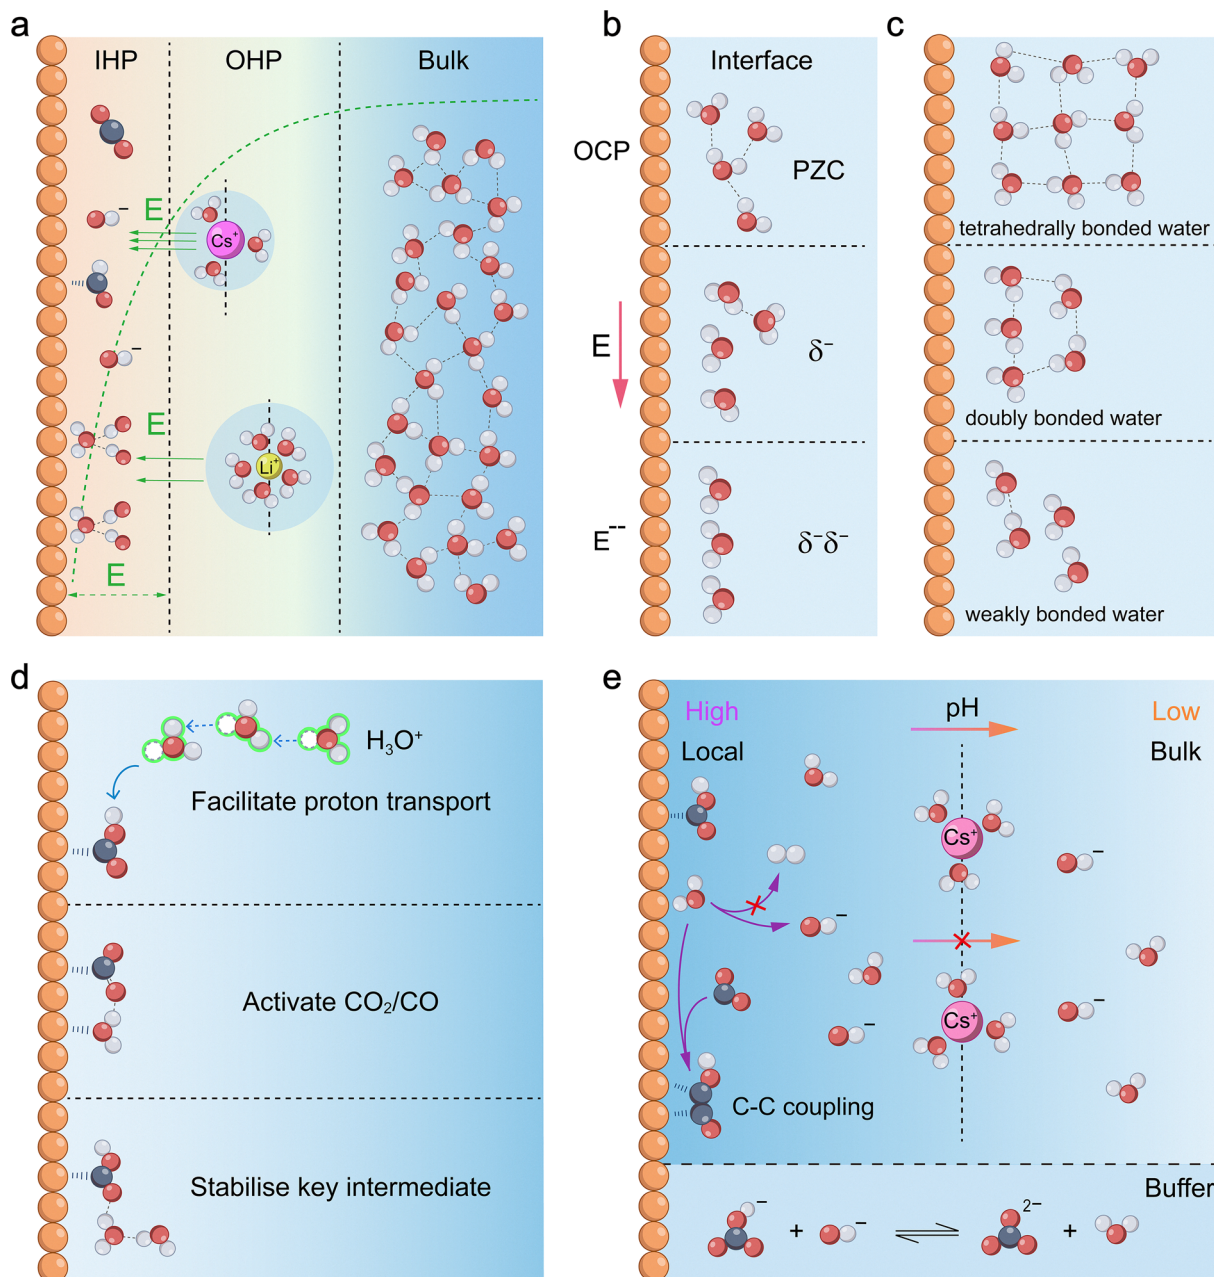 a
IHP
OHP
Bulk
−
E
Cs⁺
−
E
Li⁺
E
b
Interface
OCP
PZC
E
δ⁻
E⁻⁻
δ⁻δ⁻
c
tetrahedrally bonded water
doubly bonded water
weakly bonded water
d
H₃O⁺
Facilitate proton transport
Activate CO₂/CO
Stabilise key intermediate
e
High
pH
Low
Local
Bulk
Cs⁺
−
−
−
Cs⁺
−
C-C coupling
Buffer
− + − ⇌ 2− +